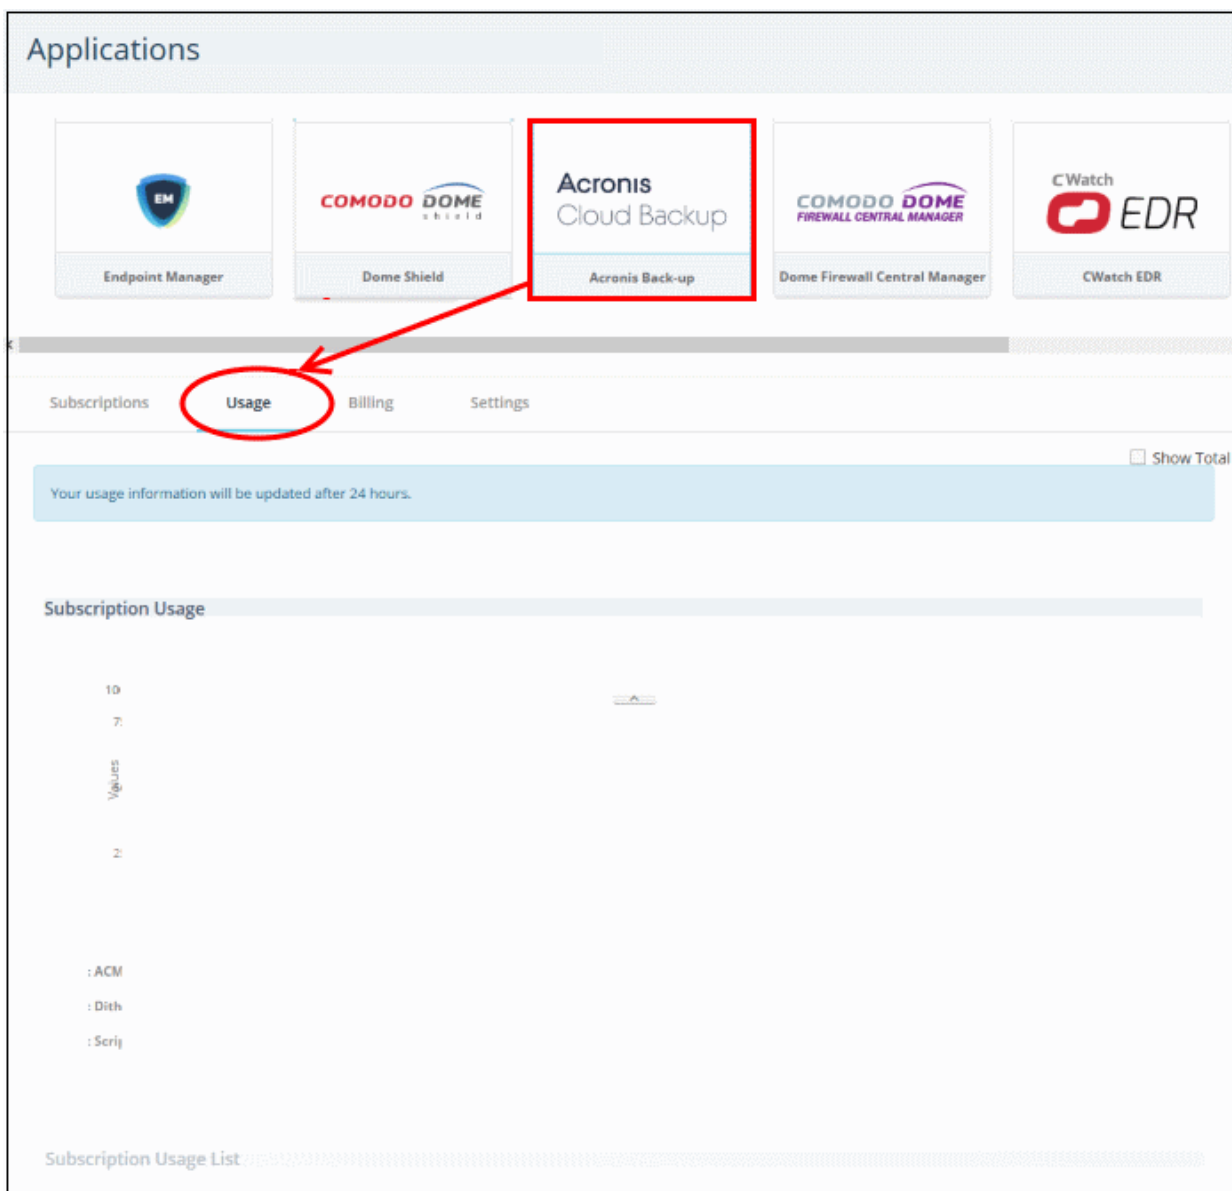 Applications
EM
COMODO DOME
shield
Acronis
Cloud Backup
COMODO DOME
FIREWALL CENTRAL MANAGER
CWatch
EDR
Endpoint Manager
Dome Shield
Acronis Back-up
Dome Firewall Central Manager
CWatch EDR
Subscriptions
Usage
Billing
Settings
Show Total
Your usage information will be updated after 24 hours.
Subscription Usage
Values
: ACM
: Dith
Subscription Usage List